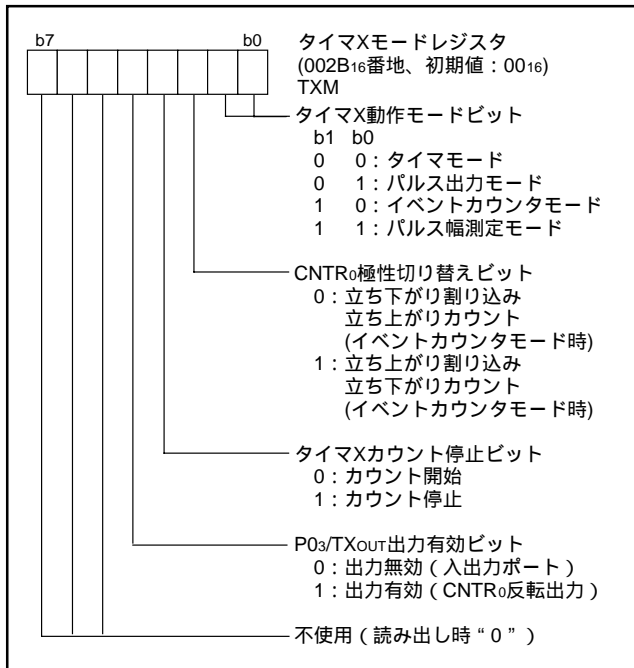 b7 b0
タイマXモードレジスタ
(002B16番地、初期値：0016)
TXM
タイマX動作モードビット
b1 b0
0 0：タイマモード
0 1：パルス出力モード
1 0：イベントカウンタモード
1 1：パルス幅測定モード
CNTR0極性切り替えビット
0：立ち下がり割り込み
立ち上がりカウント
(イベントカウンタモード時)
1：立ち上がり割り込み
立ち下がりカウント
(イベントカウンタモード時)
タイマXカウント停止ビット
0：カウント開始
1：カウント停止
P03/TXOUT出力有効ビット
0：出力無効（入出力ポート）
1：出力有効（CNTR0反転出力）
不使用（読み出し時“0”）